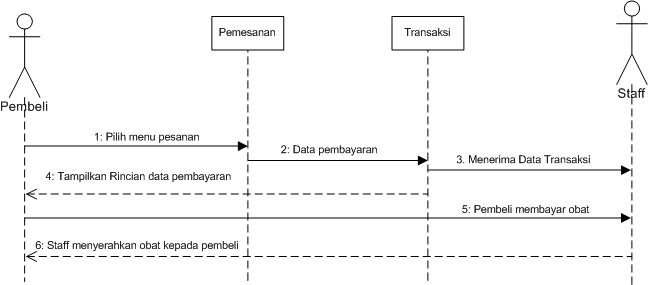 Pemesanan
Transaksi
Pembeli
Staff
1: Pilih menu pesanan
2: Data pembayaran
3. Menerima Data Transaksi
4: Tampilkan Rincian data pembayaran
5: Pembeli membayar obat
6: Staff menyerahkan obat kepada pembeli